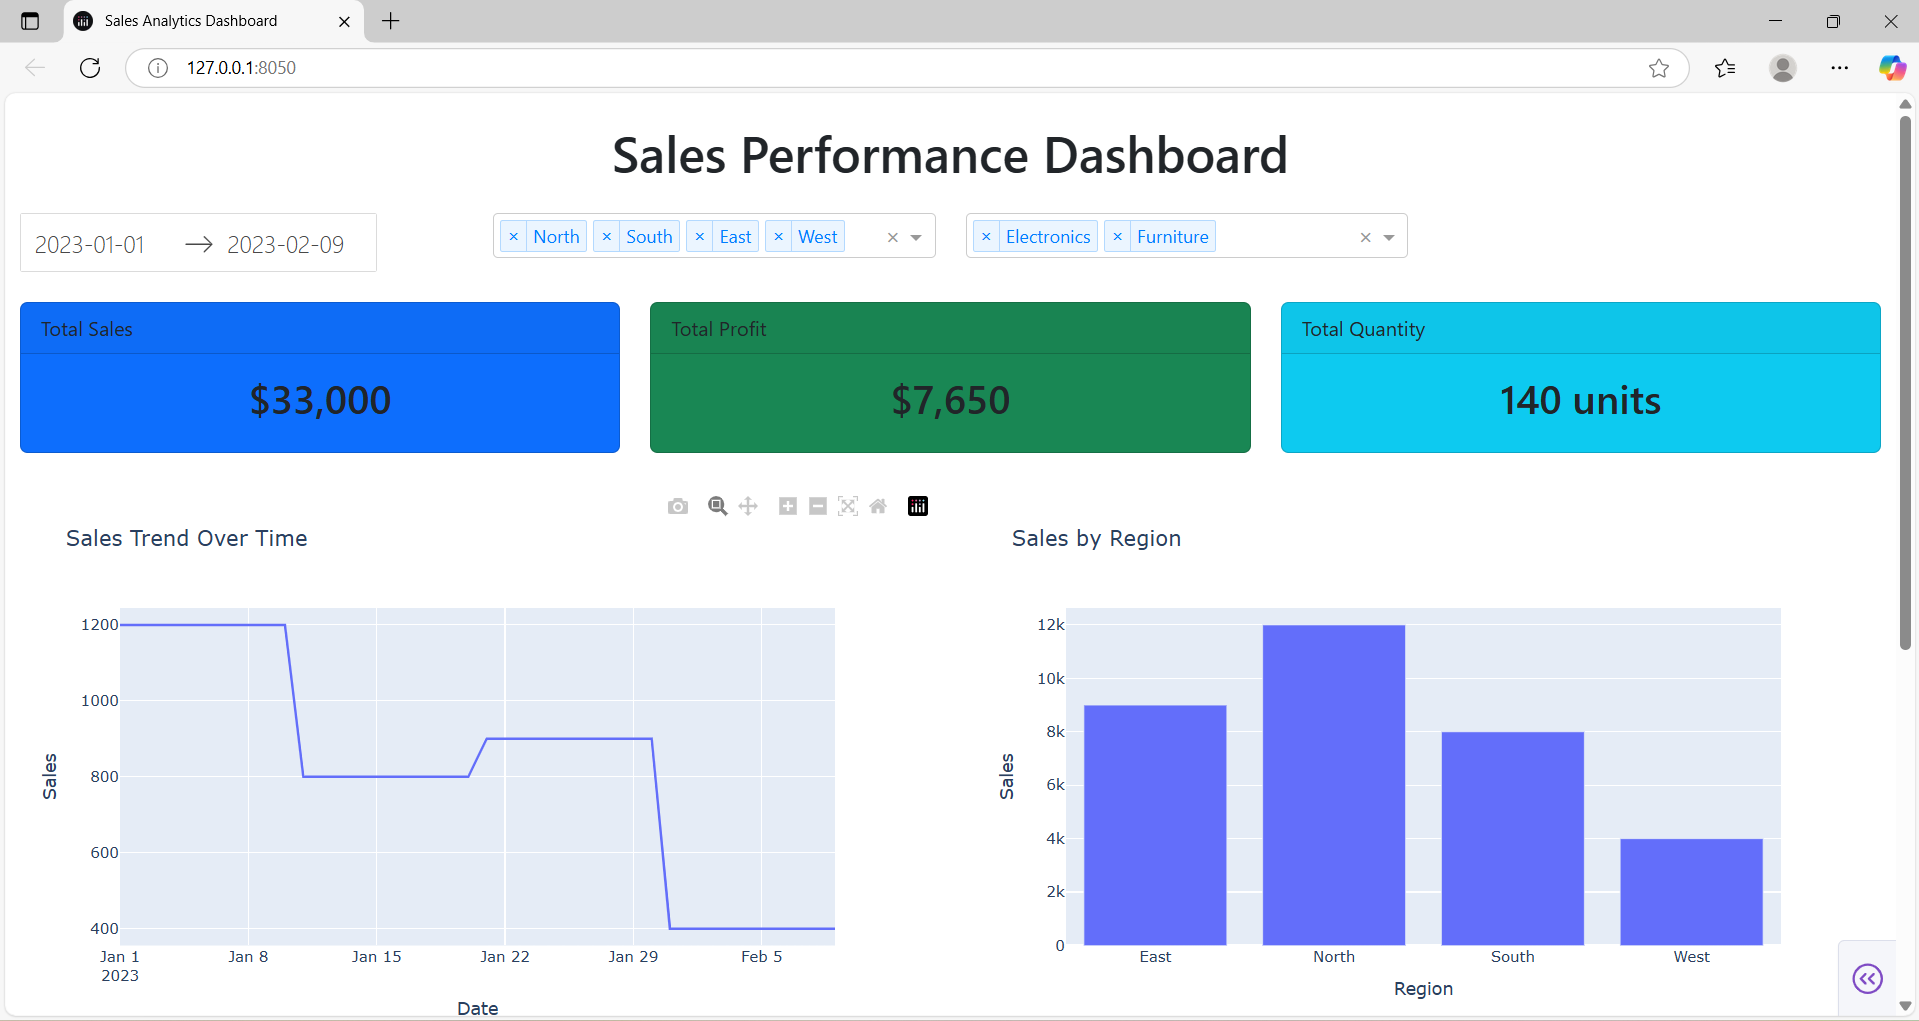 Sales Analytics Dashboard
127.0.0.1:8050
Sales Performance Dashboard
2023-01-01 → 2023-02-09
× North × South × East × West ×
× Electronics × Furniture ×
Total Sales
$33,000
Total Profit
$7,650
Total Quantity
140 units
Sales Trend Over Time
1200
1000
800
600
400
Sales
Jan 1 Jan 8 Jan 15 Jan 22 Jan 29 Feb 5
2023
Date
Sales by Region
12k
10k
8k
6k
4k
2k
0
Sales
East North South West
Region